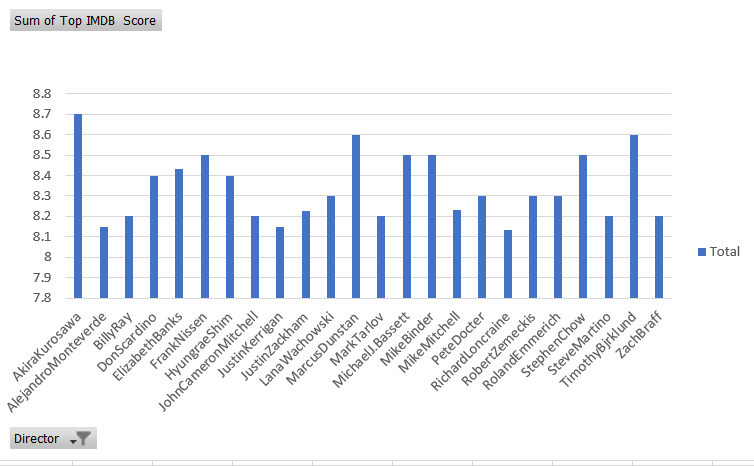 Sum of Top IMDB Score
8.8
8.7
8.6
8.5
8.4
8.3
8.2
8.1
8
7.9
7.8
Total
AkiraKurosawa
AlejandroMonteverde
BillyRay
DonScardino
ElizabethBanks
FrankNissen
HyungraeShim
JohnCameronMitchell
JustinKerrigan
JustinZackham
LanaWachowski
MarcusDunstan
MarkTarlov
MichaelJ.Bassett
MikeBinder
MikeMitchell
PeteDocter
RichardLoncraine
RobertZemeckis
RolandEmmerich
StephenChow
SteveMartino
TimothyBjrklund
ZachBraff
Director